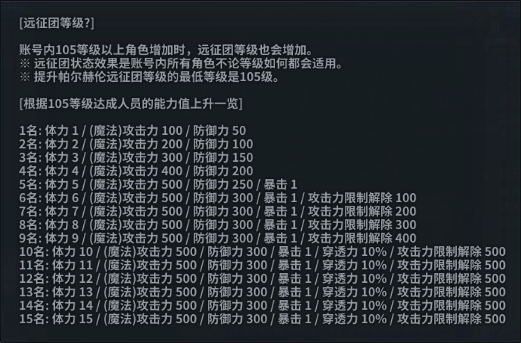 [远征团等级?]
账号内105等级以上角色增加时，远征团等级也会增加。
※ 远征团状态效果是账号内所有角色不论等级如何都会适用。
※ 提升帕尔赫伦远征团等级的最低等级是105级。
[根据105等级达成人员的能力值上升一览]
1名: 体力 1 / (魔法)攻击力 100 / 防御力 50
2名: 体力 2 / (魔法)攻击力 200 / 防御力 100
3名: 体力 3 / (魔法)攻击力 300 / 防御力 150
4名: 体力 4 / (魔法)攻击力 400 / 防御力 200
5名: 体力 5 / (魔法)攻击力 500 / 防御力 250 / 暴击 1
6名: 体力 6 / (魔法)攻击力 500 / 防御力 300 / 暴击 1 / 攻击力限制解除 100
7名: 体力 7 / (魔法)攻击力 500 / 防御力 300 / 暴击 1 / 攻击力限制解除 200
8名: 体力 8 / (魔法)攻击力 500 / 防御力 300 / 暴击 1 / 攻击力限制解除 300
9名: 体力 9 / (魔法)攻击力 500 / 防御力 300 / 暴击 1 / 攻击力限制解除 400
10名: 体力 10 / (魔法)攻击力 500 / 防御力 300 / 暴击 1 / 穿透力 10% / 攻击力限制解除 500
11名: 体力 11 / (魔法)攻击力 500 / 防御力 300 / 暴击 1 / 穿透力 10% / 攻击力限制解除 500
12名: 体力 12 / (魔法)攻击力 500 / 防御力 300 / 暴击 1 / 穿透力 10% / 攻击力限制解除 500
13名: 体力 13 / (魔法)攻击力 500 / 防御力 300 / 暴击 1 / 穿透力 10% / 攻击力限制解除 500
14名: 体力 14 / (魔法)攻击力 500 / 防御力 300 / 暴击 1 / 穿透力 10% / 攻击力限制解除 500
15名: 体力 15 / (魔法)攻击力 500 / 防御力 300 / 暴击 1 / 穿透力 10% / 攻击力限制解除 500